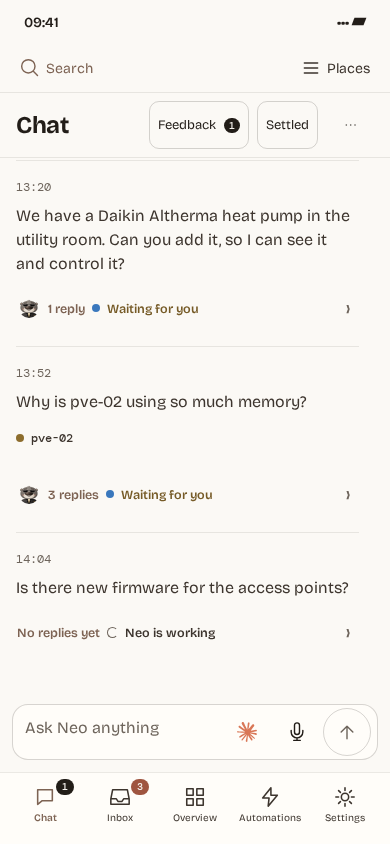 09:41
Search
Places
Chat
Feedback 1
Settled
...
13:20
We have a Daikin Altherma heat pump in the
utility room. Can you add it, so I can see it
and control it?
1 reply Waiting for you
13:52
Why is pve-02 using so much memory?
pve-02
3 replies Waiting for you
14:04
Is there new firmware for the access points?
No replies yet Neo is working
Ask Neo anything
1
3
Chat
Inbox
Overview
Automations
Settings